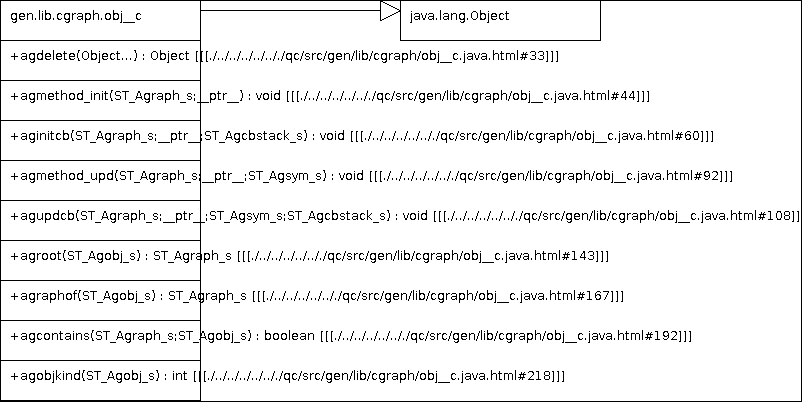 gen.lib.cgraph.obj__c
java.lang.Object
+agdelete(Object...) : Object [[[./../../../../../../qc/src/gen/lib/cgraph/obj__c.java.html#33]]]
+agmethod_init(ST_Agraph_s;__ptr__) : void [[[./../../../../../../qc/src/gen/lib/cgraph/obj__c.java.html#44]]]
+aginitcb(ST_Agraph_s;__ptr__;ST_Agcbstack_s) : void [[[./../../../../../../qc/src/gen/lib/cgraph/obj__c.java.html#60]]]
+agmethod_upd(ST_Agraph_s;__ptr__;ST_Agsym_s) : void [[[./../../../../../../qc/src/gen/lib/cgraph/obj__c.java.html#92]]]
+agupdcb(ST_Agraph_s;__ptr__;ST_Agsym_s;ST_Agcbstack_s) : void [[[./../../../../../../qc/src/gen/lib/cgraph/obj__c.java.html#108]]]
+agroot(ST_Agobj_s) : ST_Agraph_s [[[./../../../../../../qc/src/gen/lib/cgraph/obj__c.java.html#143]]]
+agraphof(ST_Agobj_s) : ST_Agraph_s [[[./../../../../../../qc/src/gen/lib/cgraph/obj__c.java.html#167]]]
+agcontains(ST_Agraph_s;ST_Agobj_s) : boolean [[[./../../../../../../qc/src/gen/lib/cgraph/obj__c.java.html#192]]]
+agobjkind(ST_Agobj_s) : int [[[./../../../../../../qc/src/gen/lib/cgraph/obj__c.java.html#218]]]